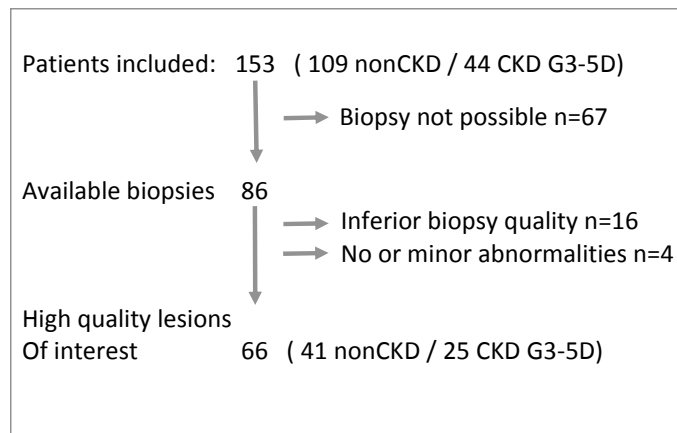 Patients included: 153 ( 109 nonCKD / 44 CKD G3-5D)
Biopsy not possible n=67
Available biopsies 86
Inferior biopsy quality n=16
No or minor abnormalities n=4
High quality lesions
Of interest 66 ( 41 nonCKD / 25 CKD G3-5D)